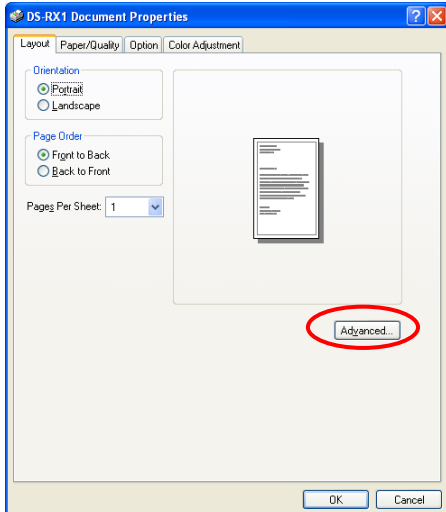 DS-RX1 Document Properties
Layout Paper/Quality Option Color Adjustment
Orientation
Portrait
Landscape
Page Order
Front to Back
Back to Front
Pages Per Sheet: 1
Advanced...
OK Cancel